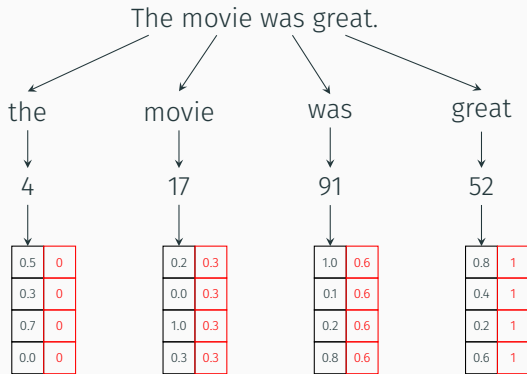 The movie was great.
the movie was great
4 17 91 52
0.5 0 0.2 0.3 1.0 0.6 0.8 1
0.3 0 0.0 0.3 0.1 0.6 0.4 1
0.7 0 1.0 0.3 0.2 0.6 0.2 1
0.0 0 0.3 0.3 0.8 0.6 0.6 1